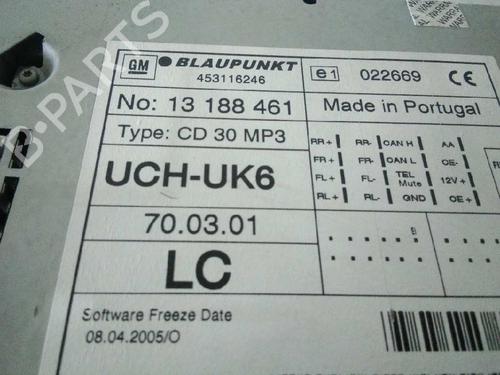 GM BLAUPUNKT
453116246
e1 022669 CE
No: 13 188 461
Made in Portugal
Type: CD 30 MP3
UCH-UK6
70.03.01
LC
RR+ RR- CAN H AA
FR+ FR- CAN L OE-
FL+ FL- TEL Mute 12V+
RL+ RL- GND OE+
Software Freeze Date
08.04.2005/O
B-PARTS